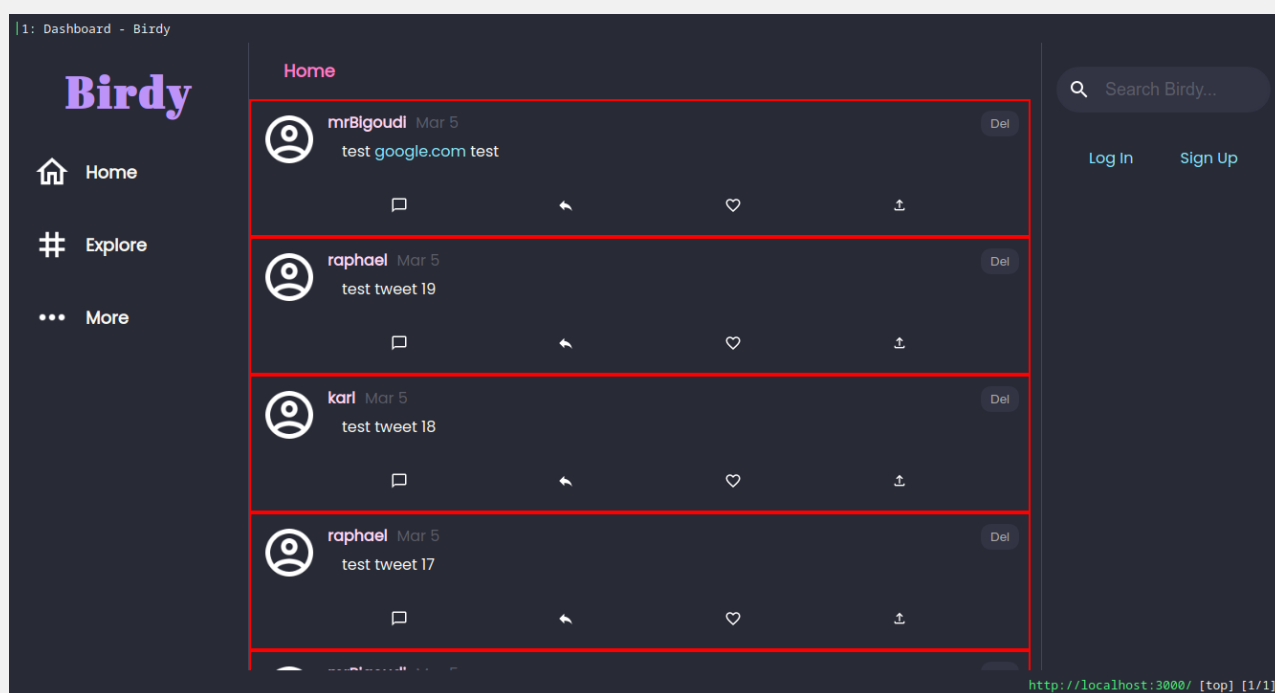 1: Dashboard - Birdy
Birdy
Home
Explore
More
Home
mrBigoudI Mar 5 Del
test google.com test
raphael Mar 5 Del
test tweet 19
karl Mar 5 Del
test tweet 18
raphael Mar 5 Del
test tweet 17
Search Birdy...
Log In Sign Up
http://localhost:3000/ [top] [1/1]